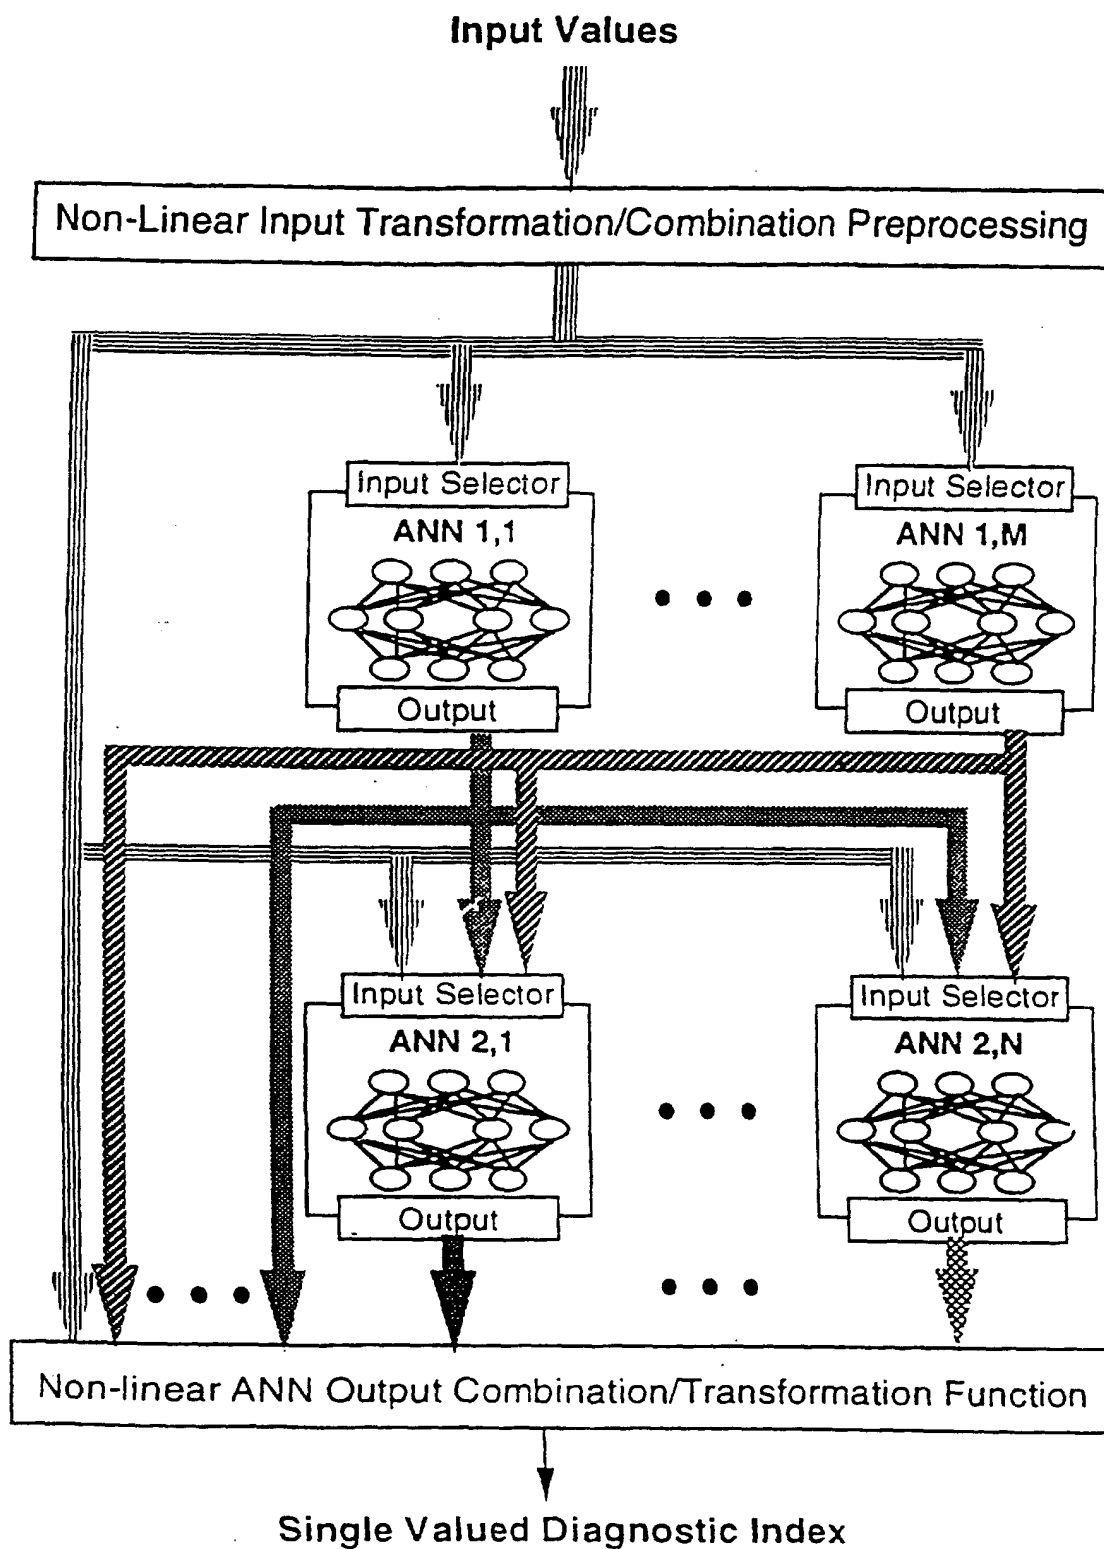 Input Values
Non-Linear Input Transformation/Combination Preprocessing
Input Selector
Input Selector
ANN 1,1
ANN 1,M
Output
Output
Input Selector
Input Selector
ANN 2,1
ANN 2,N
Output
Output
Non-linear ANN Output Combination/Transformation Function
Single Valued Diagnostic Index